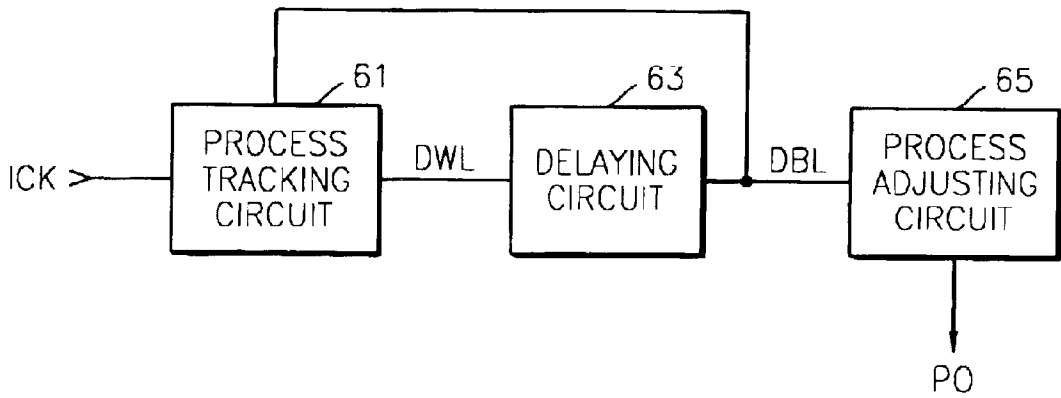 61
63
65
ICK
PROCESS
TRACKING
CIRCUIT
DWL
DELAYING
CIRCUIT
DBL
PROCESS
ADJUSTING
CIRCUIT
PO